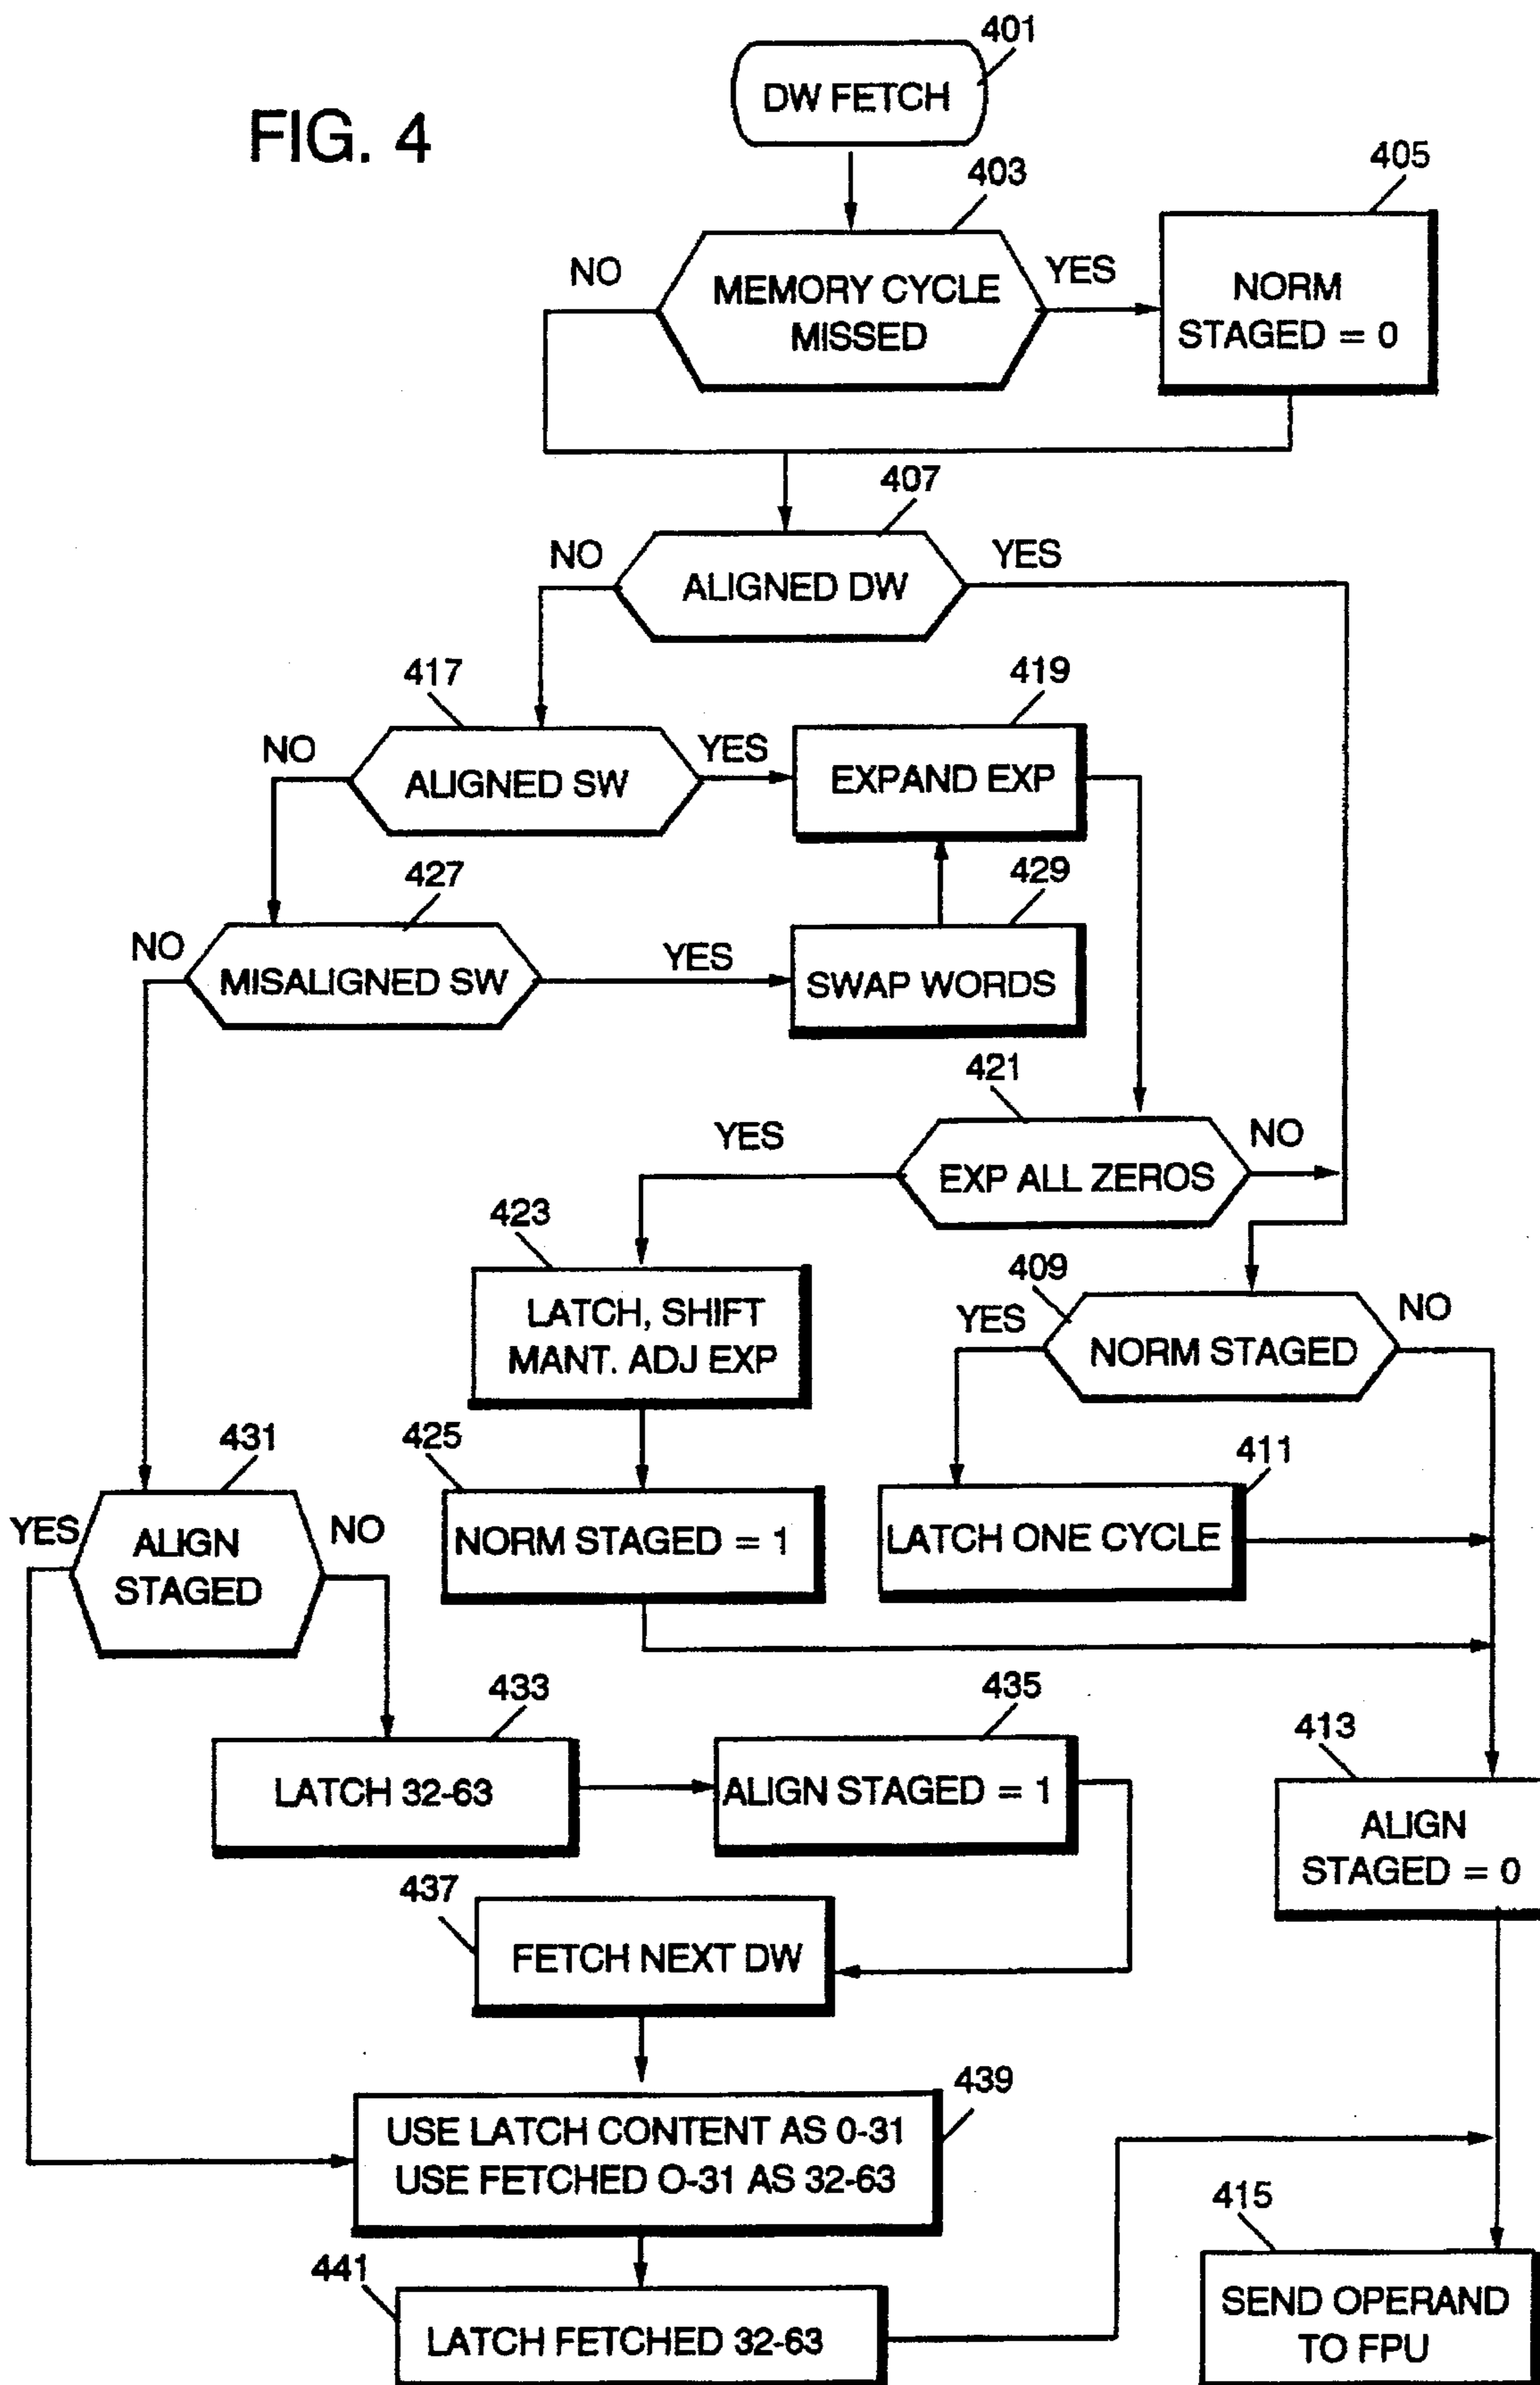 FIG. 4
401
DW FETCH
403
405
NO
YES
MEMORY CYCLE
MISSED
NORM
STAGED = 0
407
NO
YES
ALIGNED DW
417
419
NO
YES
ALIGNED SW
EXPAND EXP
427
429
NO
YES
MISALIGNED SW
SWAP WORDS
421
YES
NO
EXP ALL ZEROS
423
409
LATCH, SHIFT
MANT. ADJ EXP
YES
NO
NORM STAGED
431
425
411
YES
NO
ALIGN
STAGED
NORM STAGED = 1
LATCH ONE CYCLE
433
435
413
LATCH 32-63
ALIGN STAGED = 1
ALIGN
STAGED = 0
437
FETCH NEXT DW
439
USE LATCH CONTENT AS 0-31
USE FETCHED O-31 AS 32-63
415
441
LATCH FETCHED 32-63
SEND OPERAND
TO FPU